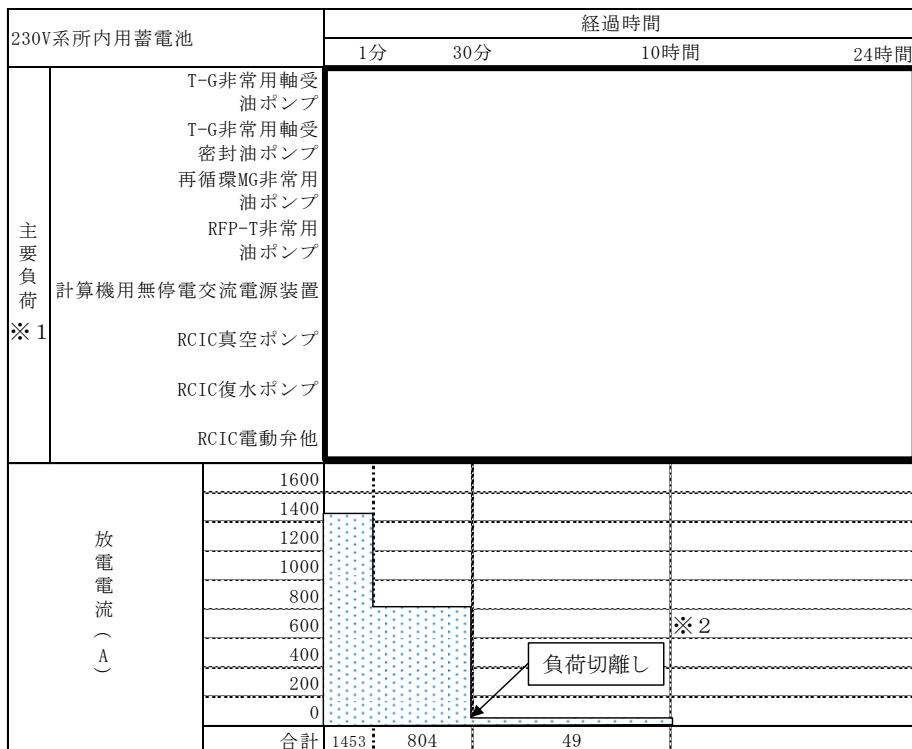 230V系所内用蓄電池
経過時間
1分 30分 10時間 24時間
主要負荷
※1
T-G非常用軸受
油ポンプ
T-G非常用軸受
密封油ポンプ
再循環MG非常用
油ポンプ
RFP-T非常用
油ポンプ
計算機用無停電交流電源装置
RCIC真空ポンプ
RCIC復水ポンプ
RCIC電動弁他
放電電流(A)
1600
1400
1200
1000
800
600
400
200
0
※2
負荷切離し
合計 1453 804 49